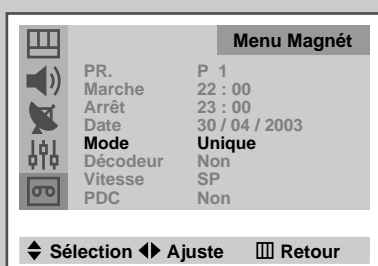 Menu Magnét
PR. P 1
Marche 22 : 00
Arrêt 23 : 00
Date 30 / 04 / 2003
Mode Unique
Décodeur Non
Vitesse SP
PDC Non
Sélection Ajuste Retour